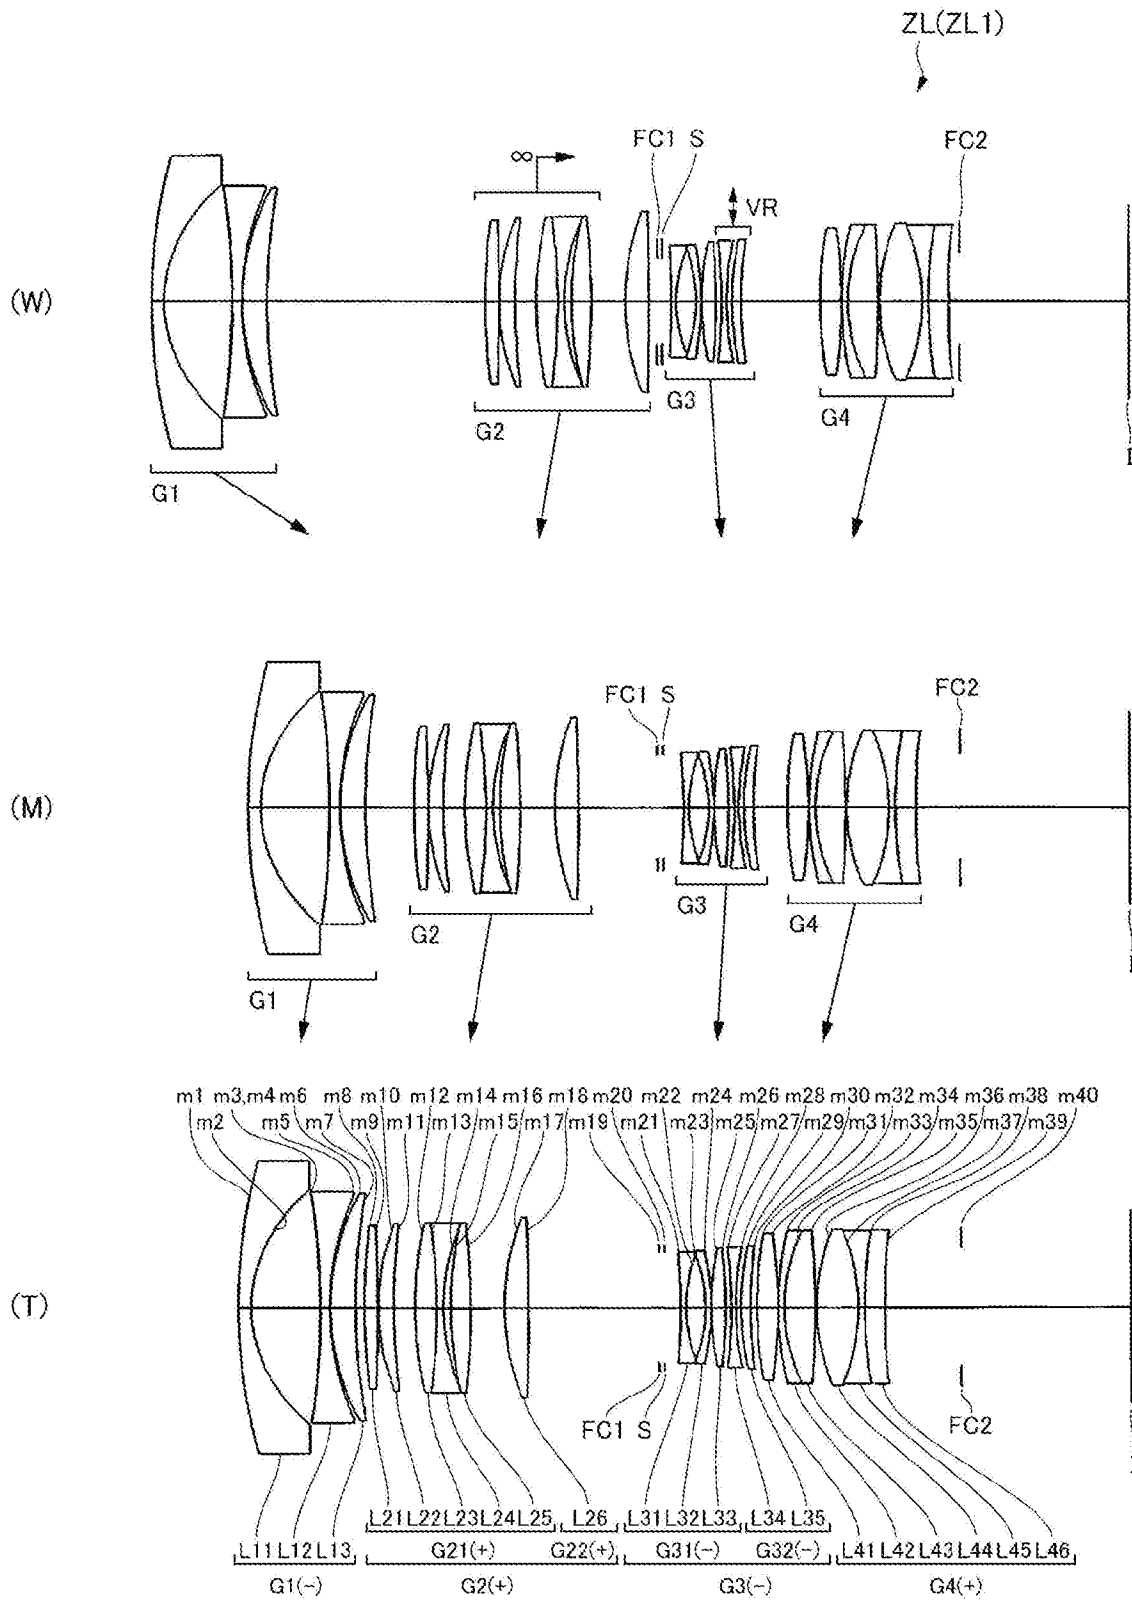 ZL(ZL1)
FC1 S FC2
∞
VR
(W)
G3
G2 G4
I
G1
FC1 S FC2
(M)
G3 G4
G2
G1
m1 m3,m4 m6 m8 m10 m12 m14 m16 m18 m20 m22 m24 m26 m28 m30 m32 m34 m36 m38 m40
m2 m5 m7 m9 m11 m13 m15 m17 m19 m21 m23 m25 m27 m29 m31 m33 m35 m37 m39
(T)
FC1 S FC2
L21 L22 L23 L24 L25 L26 L31 L32 L33 L34 L35
L11 L12 L13 G21(+) G22(+) G31(-) G32(-) L41 L42 L43 L44 L45 L46
G1(-) G2(+) G3(-) G4(+)